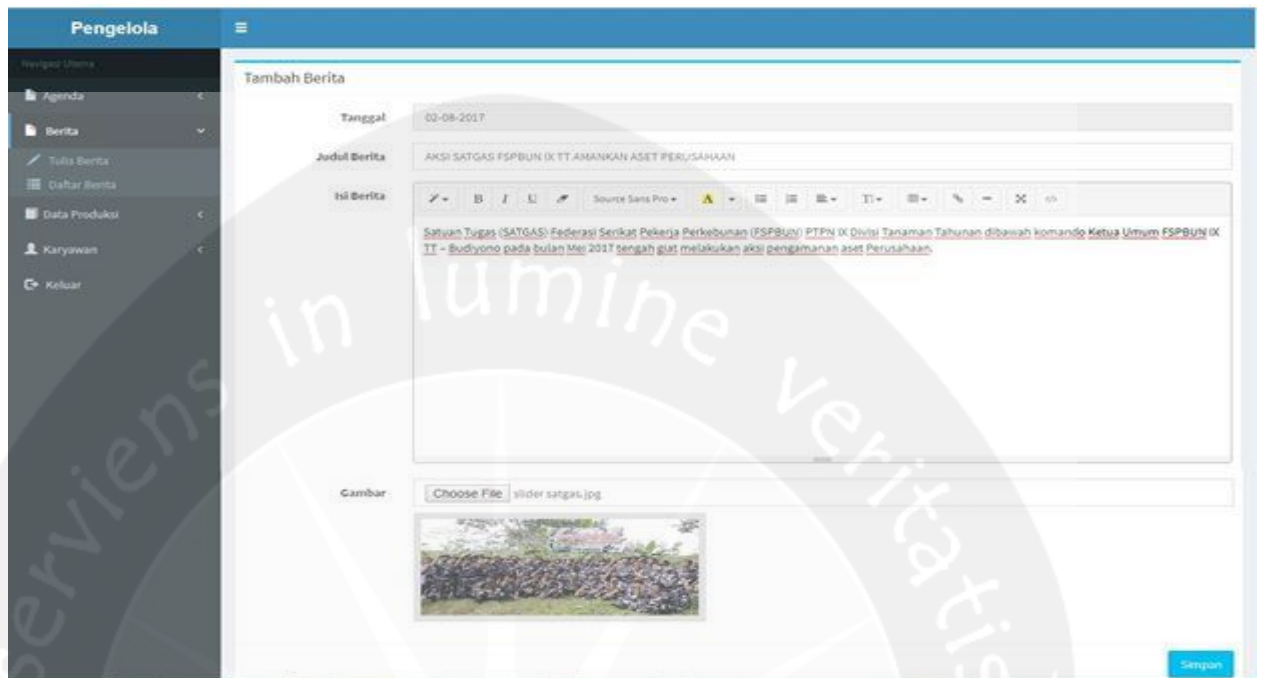 Pengelola
Navigasi Utama
Agenda
Berita
Tulis Berita
Daftar Berita
Data Produksi
Karyawan
Keluar
Tambah Berita
Tanggal
02-08-2017
Judul Berita
AKSI SATGAS FSPBUN IX TT AMANKAN ASET PERUSAHAAN
Isi Berita
B I U Source Sans Pro A
Satuan Tugas (SATGAS) Federasi Serikat Pekerja Perkebunan (FSPBUN) PTPN IX Divisi Tanaman Tahunan dibawah komando Ketua Umum FSPBUN IX
TT – Budiyono pada bulan Mei 2017 tengah giat melakukan aksi pengamanan aset Perusahaan.
Gambar
Choose File slider satgas.jpg
Simpan
serviens in lumine veritatis